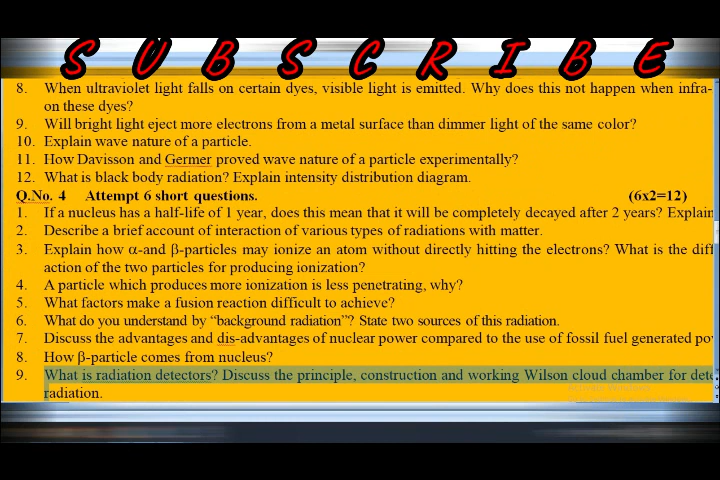 SUBSCRIBE
8. When ultraviolet light falls on certain dyes, visible light is emitted. Why does this not happen when infra-
on these dyes?
9. Will bright light eject more electrons from a metal surface than dimmer light of the same color?
10. Explain wave nature of a particle.
11. How Davisson and Germer proved wave nature of a particle experimentally?
12. What is black body radiation? Explain intensity distribution diagram.
Q.No. 4 Attempt 6 short questions. (6x2=12)
1. If a nucleus has a half-life of 1 year, does this mean that it will be completely decayed after 2 years? Explain
2. Describe a brief account of interaction of various types of radiations with matter.
3. Explain how α-and β-particles may ionize an atom without directly hitting the electrons? What is the diff
action of the two particles for producing ionization?
4. A particle which produces more ionization is less penetrating, why?
5. What factors make a fusion reaction difficult to achieve?
6. What do you understand by “background radiation”? State two sources of this radiation.
7. Discuss the advantages and dis-advantages of nuclear power compared to the use of fossil fuel generated pow
8. How β-particle comes from nucleus?
9. What is radiation detectors? Discuss the principle, construction and working Wilson cloud chamber for dete
radiation.